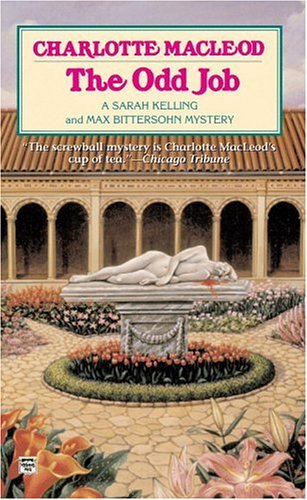 CHARLOTTE MACLEOD
The Odd Job
A SARAH KELLING
and MAX BITTERSOHN MYSTERY
"The screwball mystery is Charlotte MacLeod's
cup of tea."—Chicago Tribune